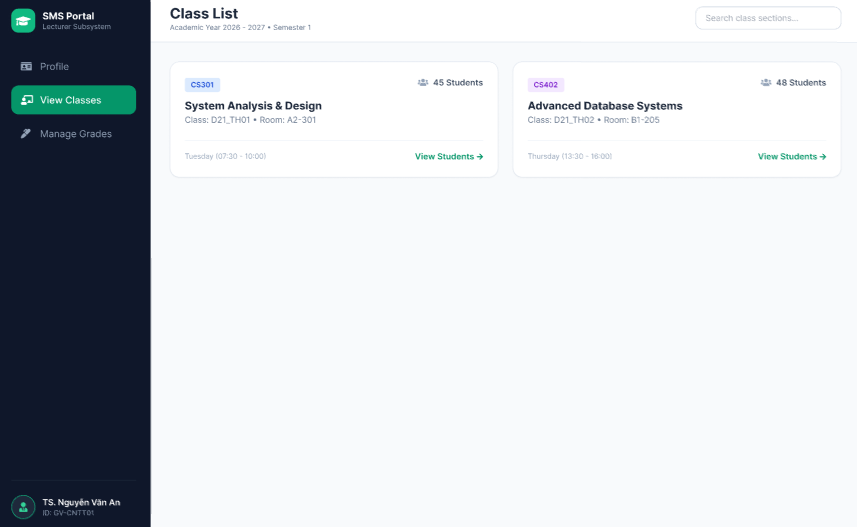 SMS Portal
Lecturer Subsystem
Profile
View Classes
Manage Grades
TS. Nguyễn Văn An
ID: GV-CNTT01
Class List
Academic Year 2026 - 2027 • Semester 1
Search class sections...
CS301
45 Students
System Analysis & Design
Class: D21_TH01 • Room: A2-301
Tuesday (07:30 - 10:00)
View Students →
CS402
48 Students
Advanced Database Systems
Class: D21_TH02 • Room: B1-205
Thursday (13:30 - 16:00)
View Students →